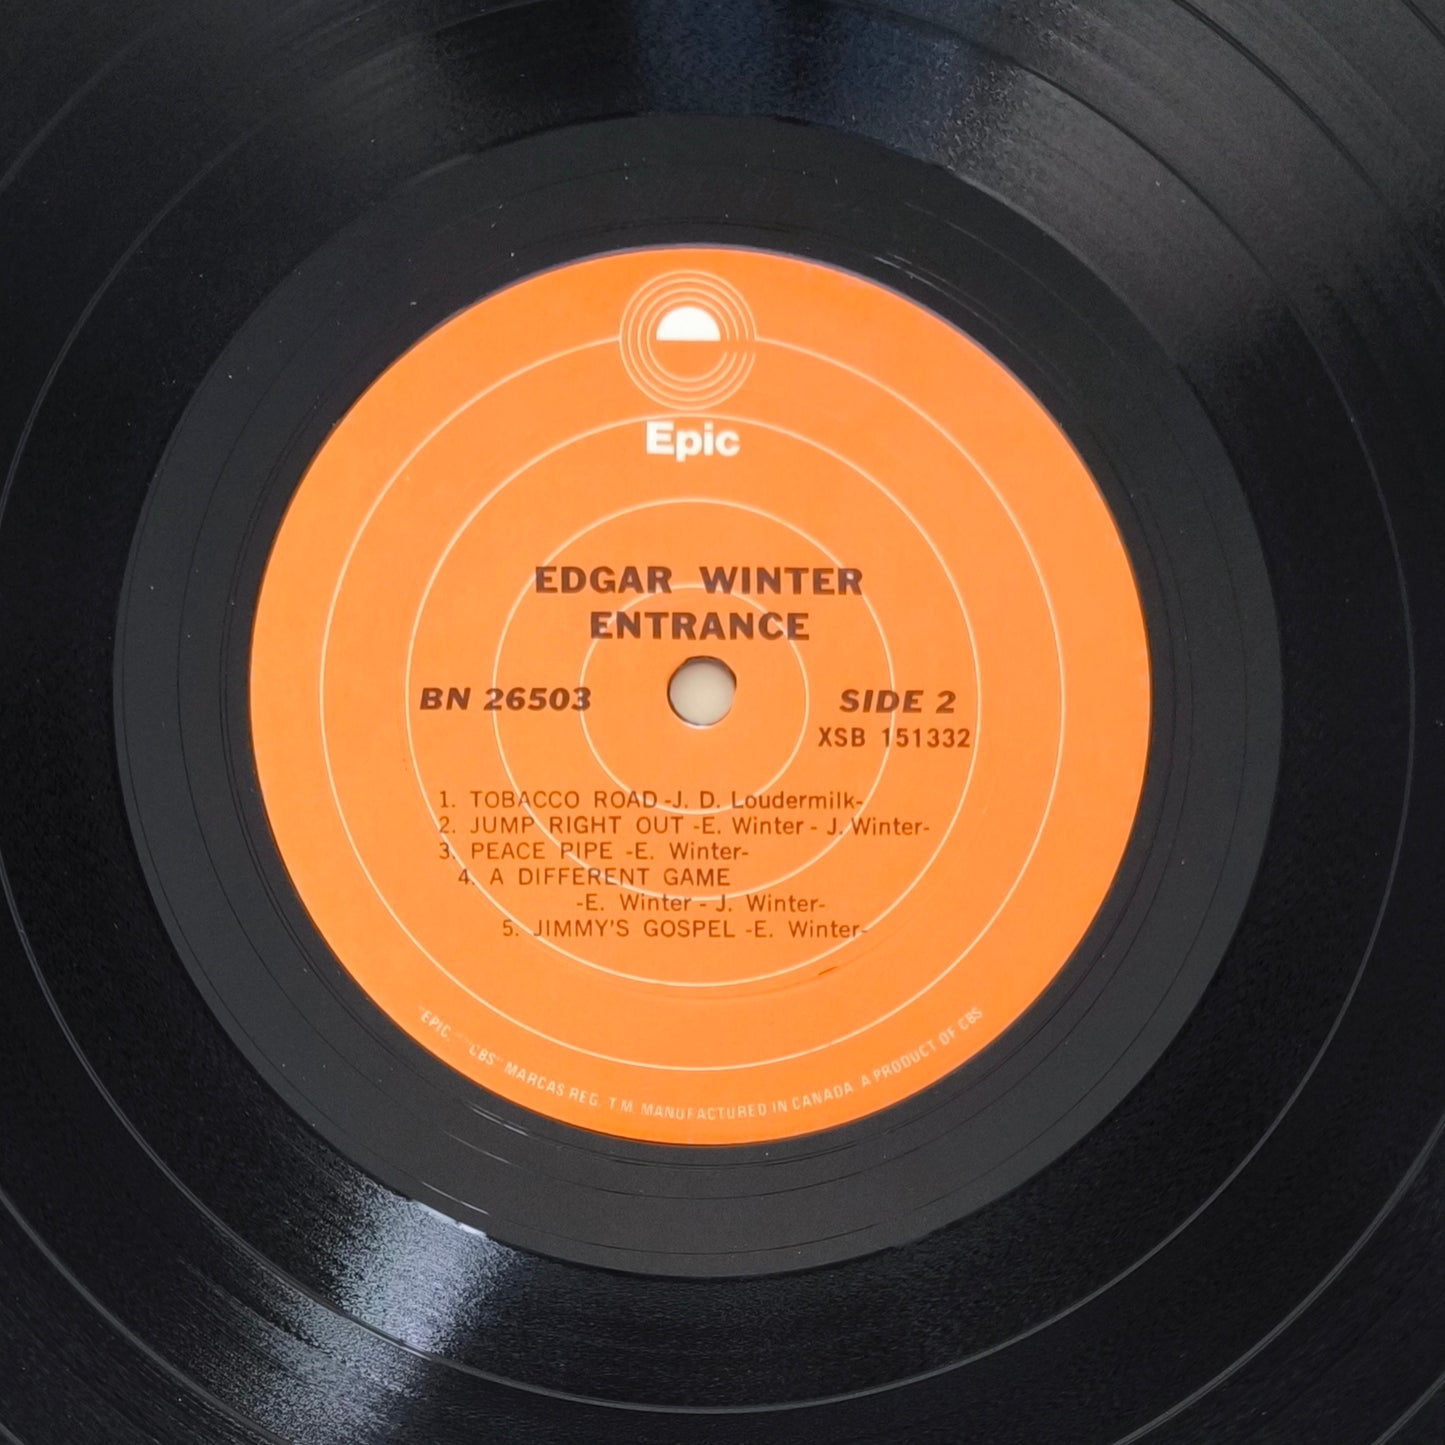 Epic
EDGAR WINTER
ENTRANCE
BN 26503
SIDE 2
XSB 151332
1. TOBACCO ROAD -J. D. Loudermilk-
2. JUMP RIGHT OUT -E. Winter - J. Winter-
3. PEACE PIPE -E. Winter-
4. A DIFFERENT GAME
-E. Winter - J. Winter-
5. JIMMY'S GOSPEL -E. Winter-
"EPIC," "CBS" MARCAS REG. T.M. MANUFACTURED IN CANADA A PRODUCT OF CBS